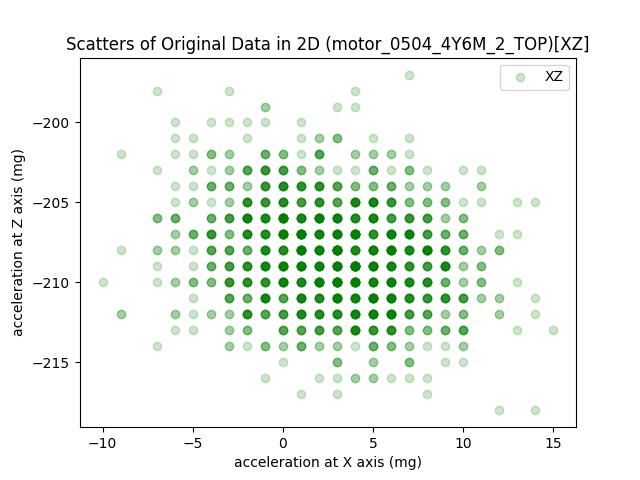 Scatters of Original Data in 2D (motor_0504_4Y6M_2_TOP)[XZ]
XZ
acceleration at Z axis (mg)
−200
−205
−210
−215
−10 −5 0 5 10 15
acceleration at X axis (mg)